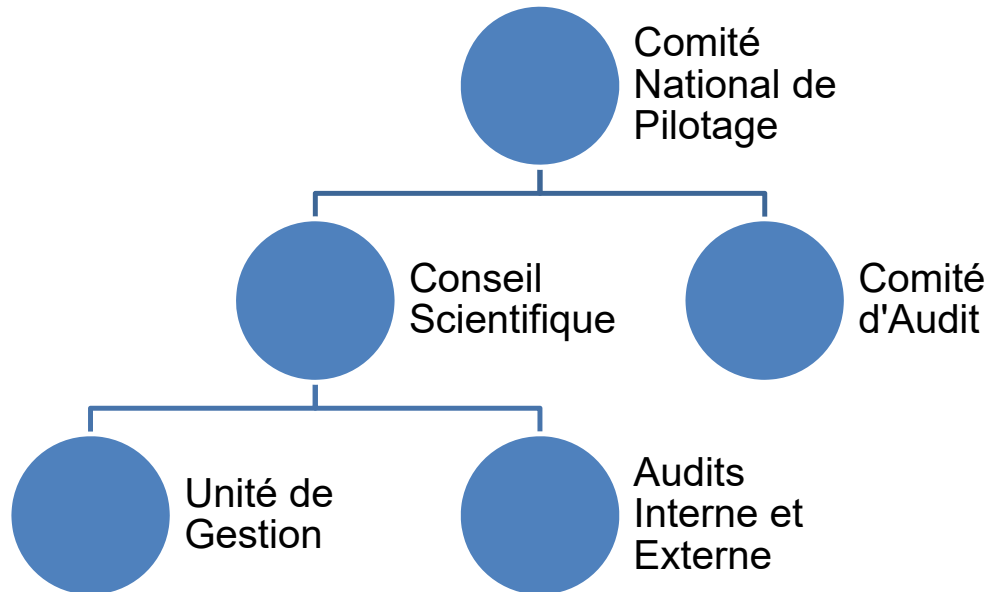 Comité
National de
Pilotage
Conseil
Scientifique
Comité
d'Audit
Unité de
Gestion
Audits
Interne et
Externe